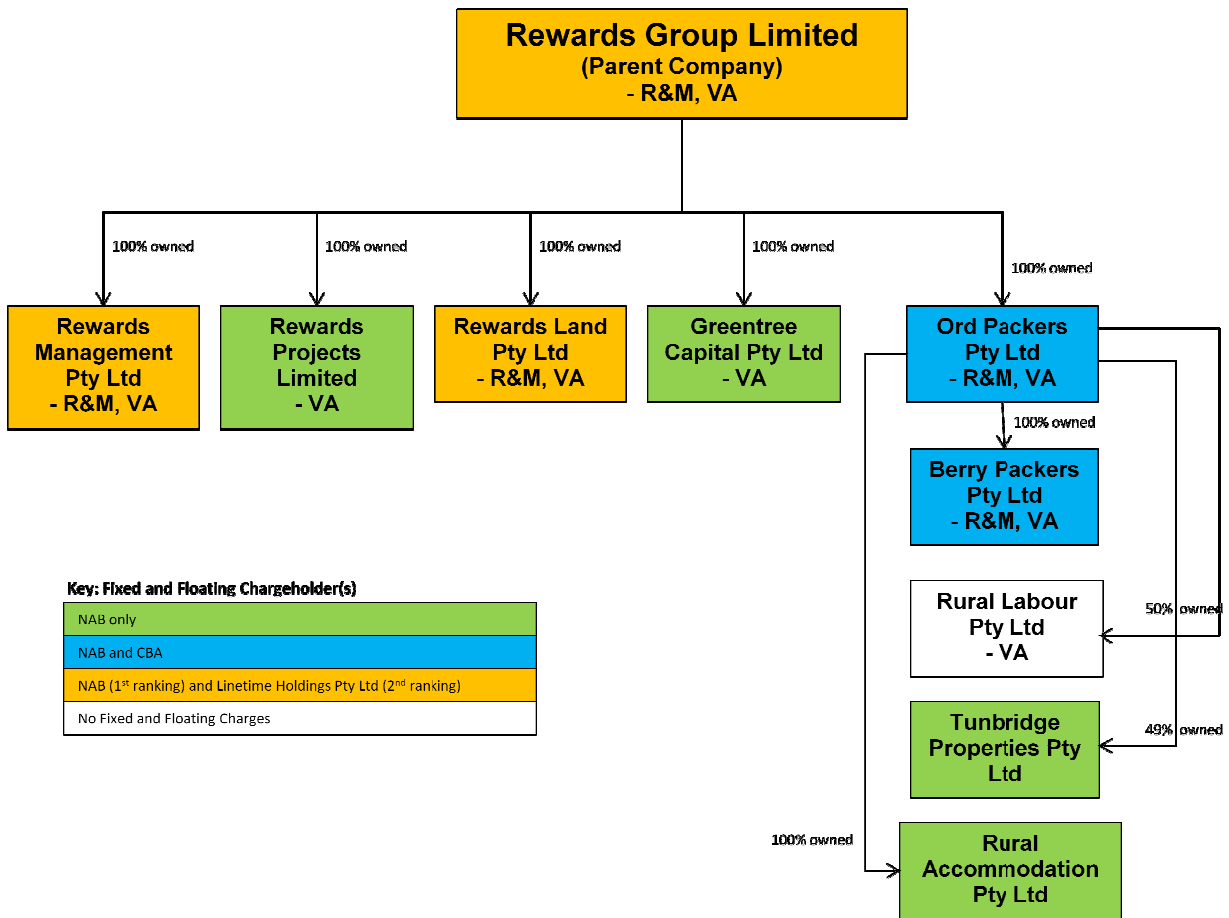 Rewards Group Limited
(Parent Company)
- R&M, VA
100% owned
100% owned
100% owned
100% owned
100% owned
Rewards
Management
Pty Ltd
- R&M, VA
Rewards
Projects
Limited
- VA
Rewards Land
Pty Ltd
- R&M, VA
Greentree
Capital Pty Ltd
- VA
Ord Packers
Pty Ltd
- R&M, VA
100% owned
Berry Packers
Pty Ltd
- R&M, VA
Rural Labour
Pty Ltd
- VA
50% owned
Tunbridge
Properties Pty
Ltd
49% owned
100% owned
Rural
Accommodation
Pty Ltd
Key: Fixed and Floating Chargeholder(s)
NAB only
NAB and CBA
NAB (1st ranking) and Linetime Holdings Pty Ltd (2nd ranking)
No Fixed and Floating Charges